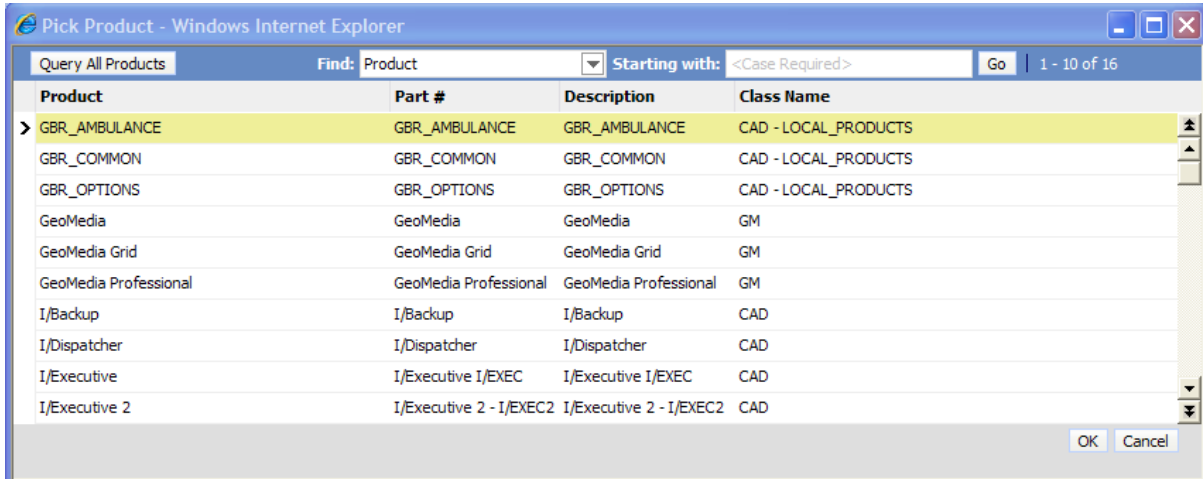 Pick Product - Windows Internet Explorer
Query All Products Find: Product Starting with: <Case Required> Go 1 - 10 of 16
Product Part # Description Class Name
GBR_AMBULANCE GBR_AMBULANCE GBR_AMBULANCE CAD - LOCAL_PRODUCTS
GBR_COMMON GBR_COMMON GBR_COMMON CAD - LOCAL_PRODUCTS
GBR_OPTIONS GBR_OPTIONS GBR_OPTIONS CAD - LOCAL_PRODUCTS
GeoMedia GeoMedia GeoMedia GM
GeoMedia Grid GeoMedia Grid GeoMedia Grid GM
GeoMedia Professional GeoMedia Professional GeoMedia Professional GM
I/Backup I/Backup I/Backup CAD
I/Dispatcher I/Dispatcher I/Dispatcher CAD
I/Executive I/Executive I/EXEC I/Executive I/EXEC CAD
I/Executive 2 I/Executive 2 - I/EXEC2 I/Executive 2 - I/EXEC2 CAD
OK Cancel